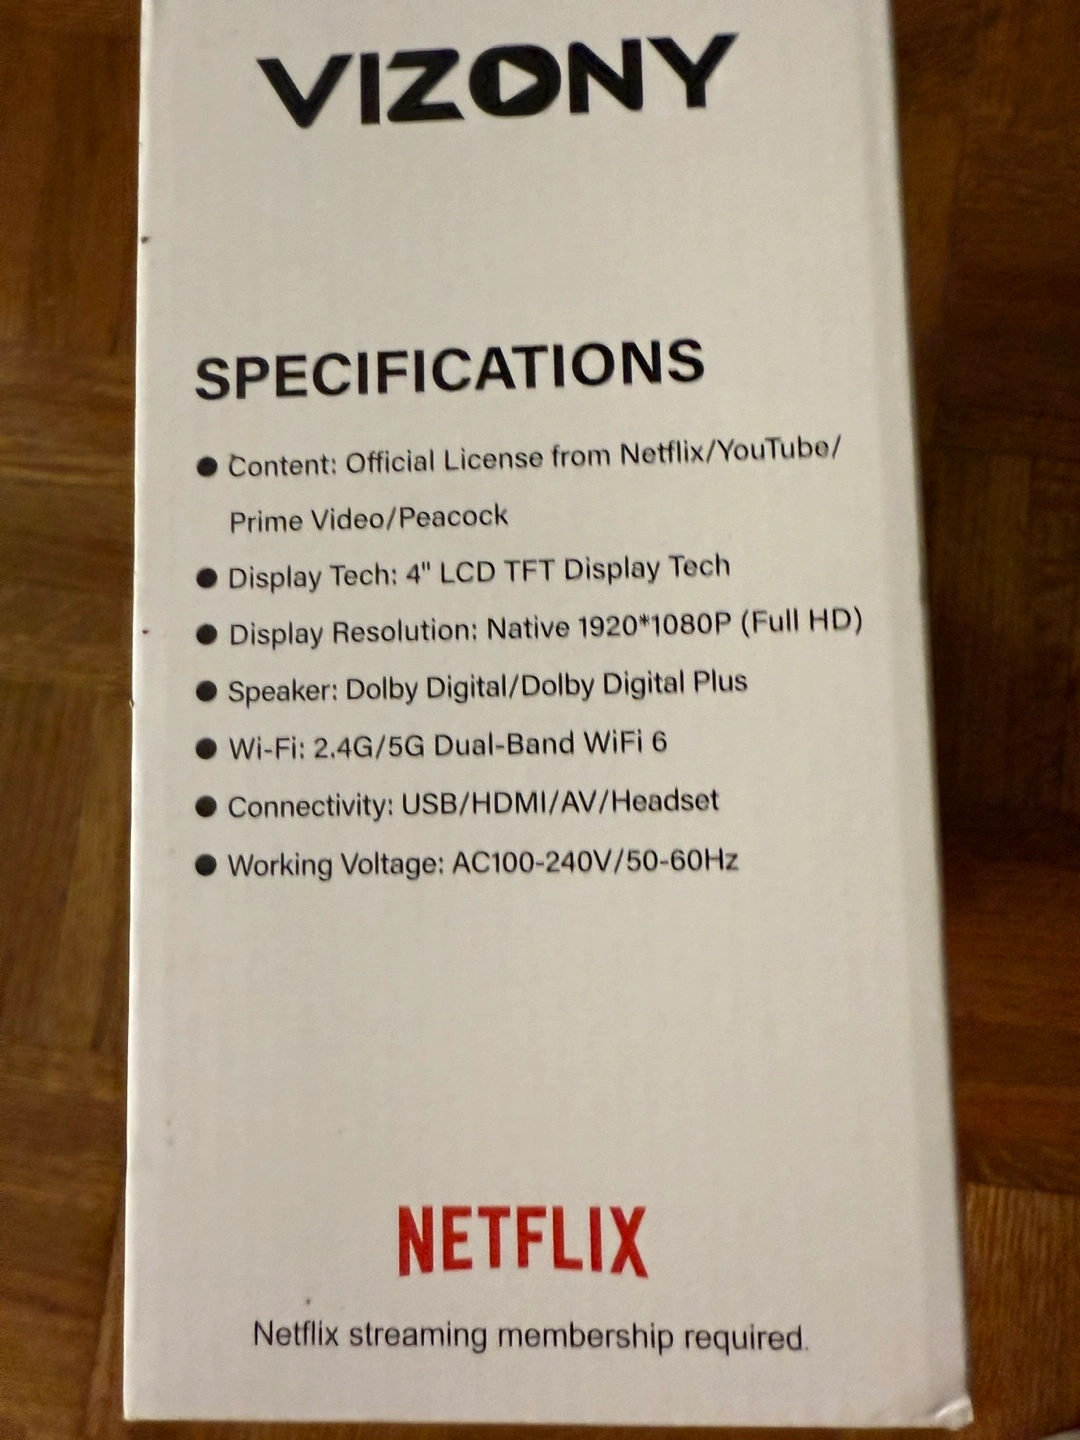 VIZONY
SPECIFICATIONS
● Content: Official License from Netflix/YouTube/
Prime Video/Peacock
● Display Tech: 4" LCD TFT Display Tech
● Display Resolution: Native 1920*1080P (Full HD)
● Speaker: Dolby Digital/Dolby Digital Plus
● Wi-Fi: 2.4G/5G Dual-Band WiFi 6
● Connectivity: USB/HDMI/AV/Headset
● Working Voltage: AC100-240V/50-60Hz
NETFLIX
Netflix streaming membership required.